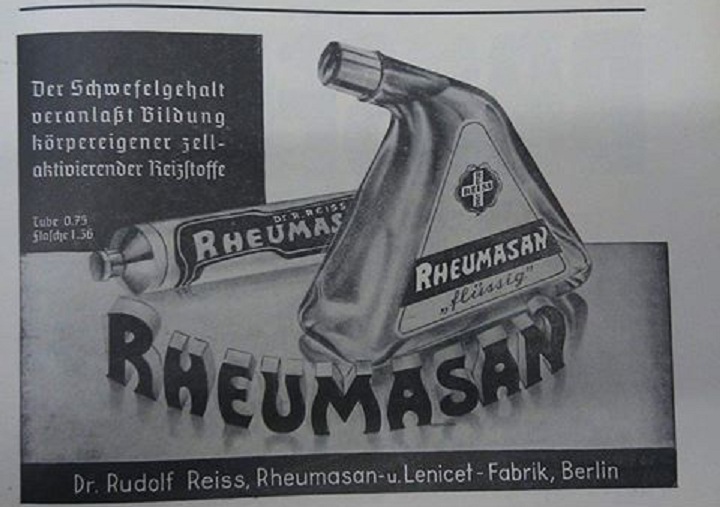 Der Schwefelgehalt
veranlaßt Bildung
körpereigener zell-
aktivierender Reizstoffe
Tube 0.75
Flasche 1.56
DR. R. REISS
RHEUMAS
REISS
RHEUMASAN
„flüssig"
RHEUMASAN
Dr. Rudolf Reiss, Rheumasan-u. Lenicet-Fabrik, Berlin